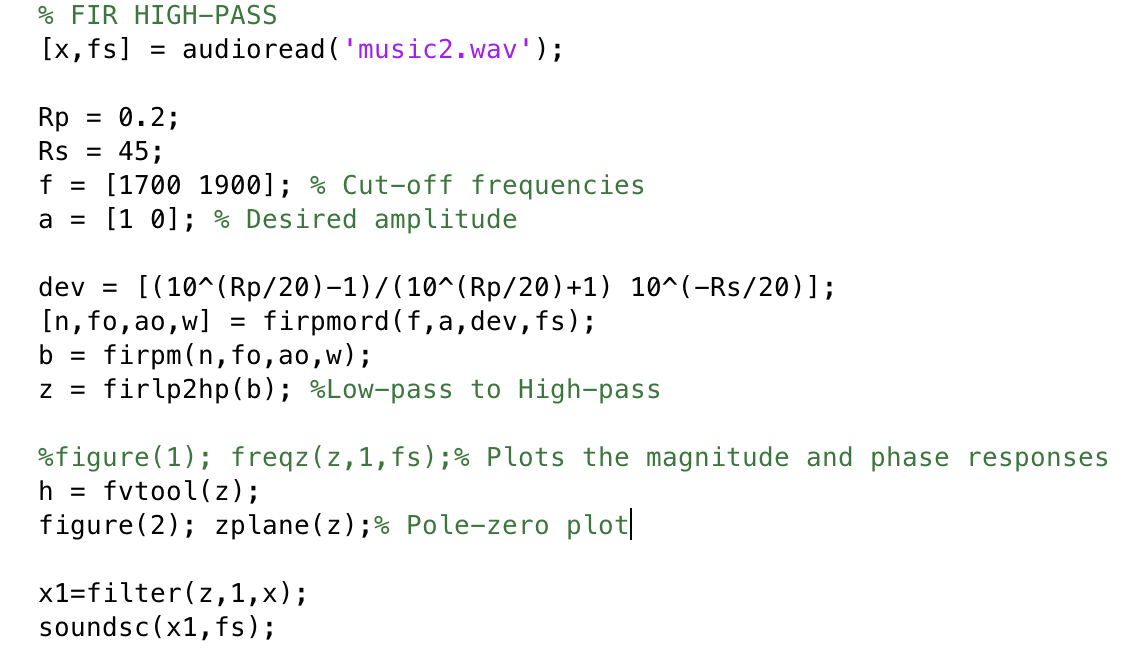 % FIR HIGH-PASS
[x,fs] = audioread('music2.wav');
Rp = 0.2;
Rs = 45;
f = [1700 1900]; % Cut-off frequencies
a = [1 0]; % Desired amplitude
dev = [(10^(Rp/20)-1)/(10^(Rp/20)+1) 10^(-Rs/20)];
[n,fo,ao,w] = firpmord(f,a,dev,fs);
b = firpm(n,fo,ao,w);
z = firlp2hp(b); %Low-pass to High-pass
%figure(1); freqz(z,1,fs);% Plots the magnitude and phase responses
h = fvtool(z);
figure(2); zplane(z);% Pole-zero plot
x1=filter(z,1,x);
soundsc(x1,fs);